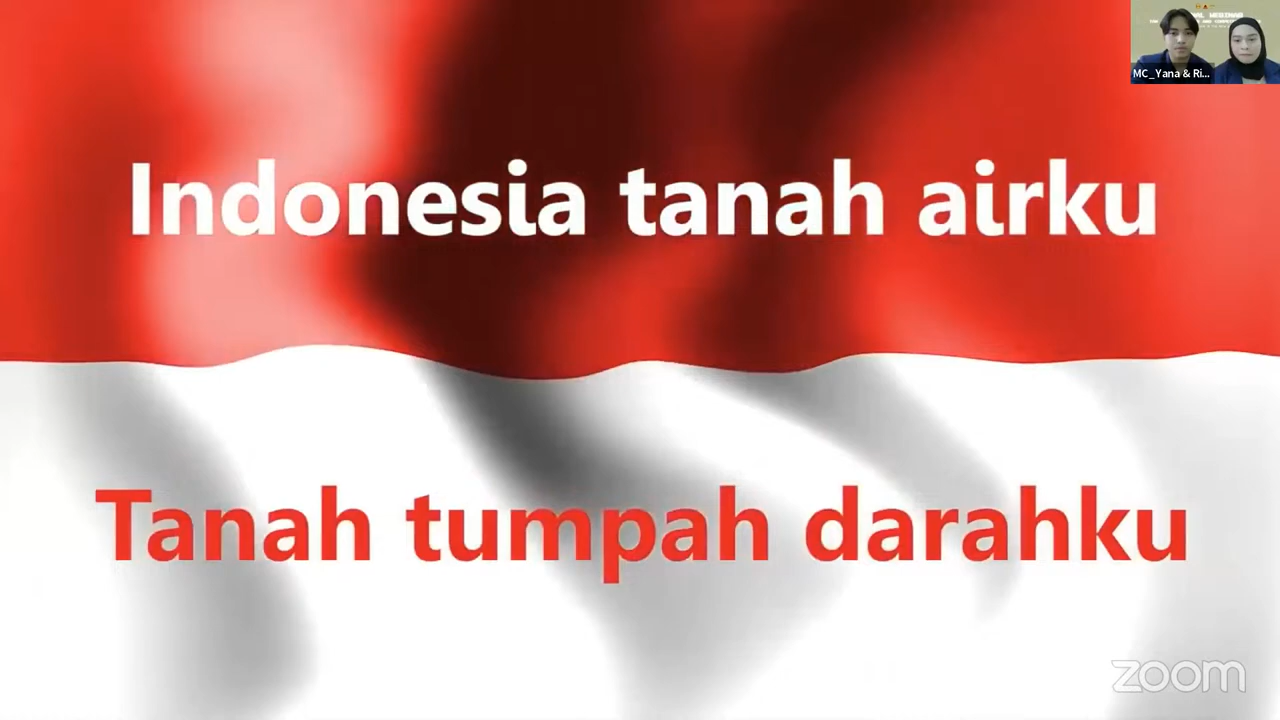 Indonesia tanah airku
Tanah tumpah darahku
MC_Yana & Ri...
zoom